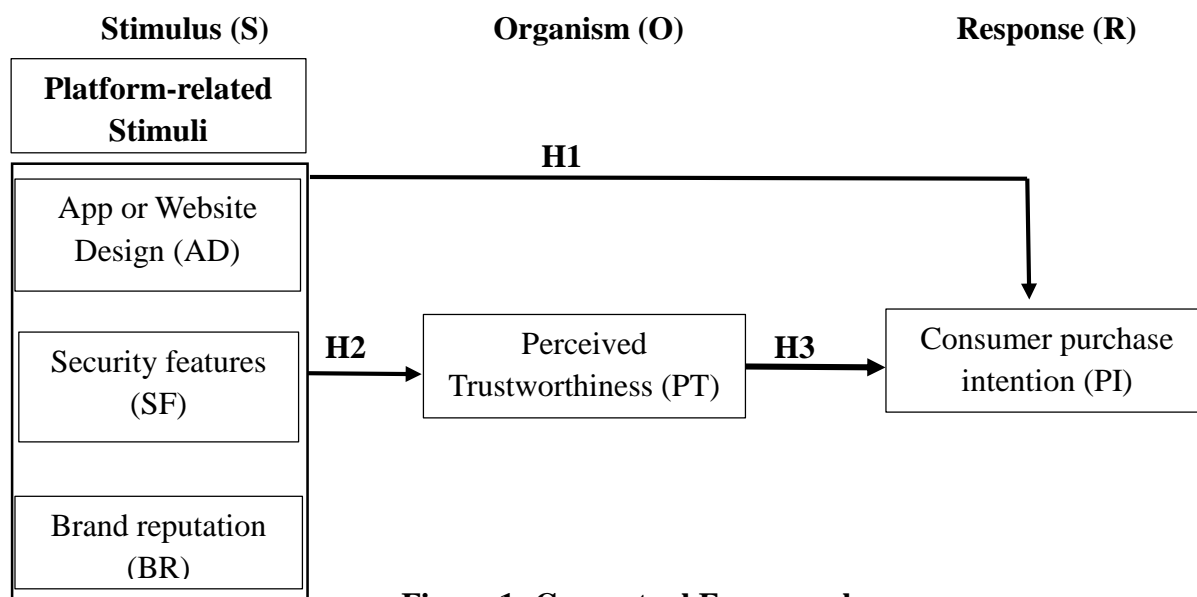 Stimulus (S)
Organism (O)
Response (R)
Platform-related
Stimuli
H1
App or Website
Design (AD)
Security features
(SF)
H2
Perceived
Trustworthiness (PT)
H3
Consumer purchase
intention (PI)
Brand reputation
(BR)